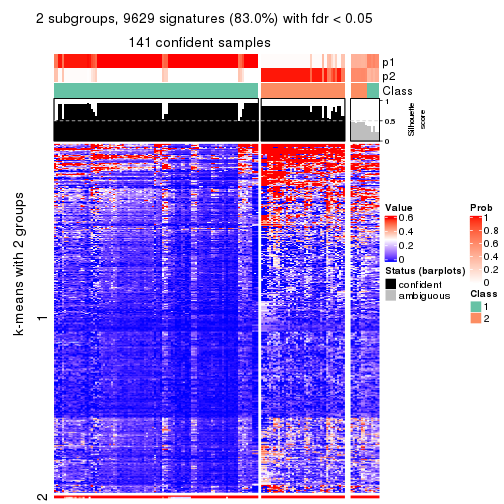 2 subgroups, 9629 signatures (83.0%) with fdr < 0.05
141 confident samples
p1
p2
Class
1
0.5
0
Silhouette
score
k-means with 2 groups
1
2
Value
0.6
0.4
0.2
0
Status (barplots)
confident
ambiguous
Prob
1
0.8
0.6
0.4
0.2
0
Class
1
2